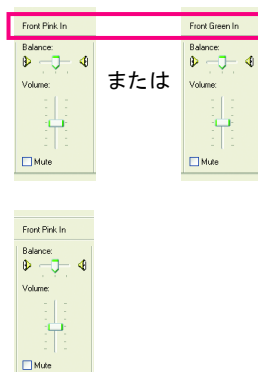 Front Pink In
Balance:
Volume:
Mute
または
Front Green In
Balance:
Volume:
Mute
Front Pink In
Balance:
Volume:
Mute